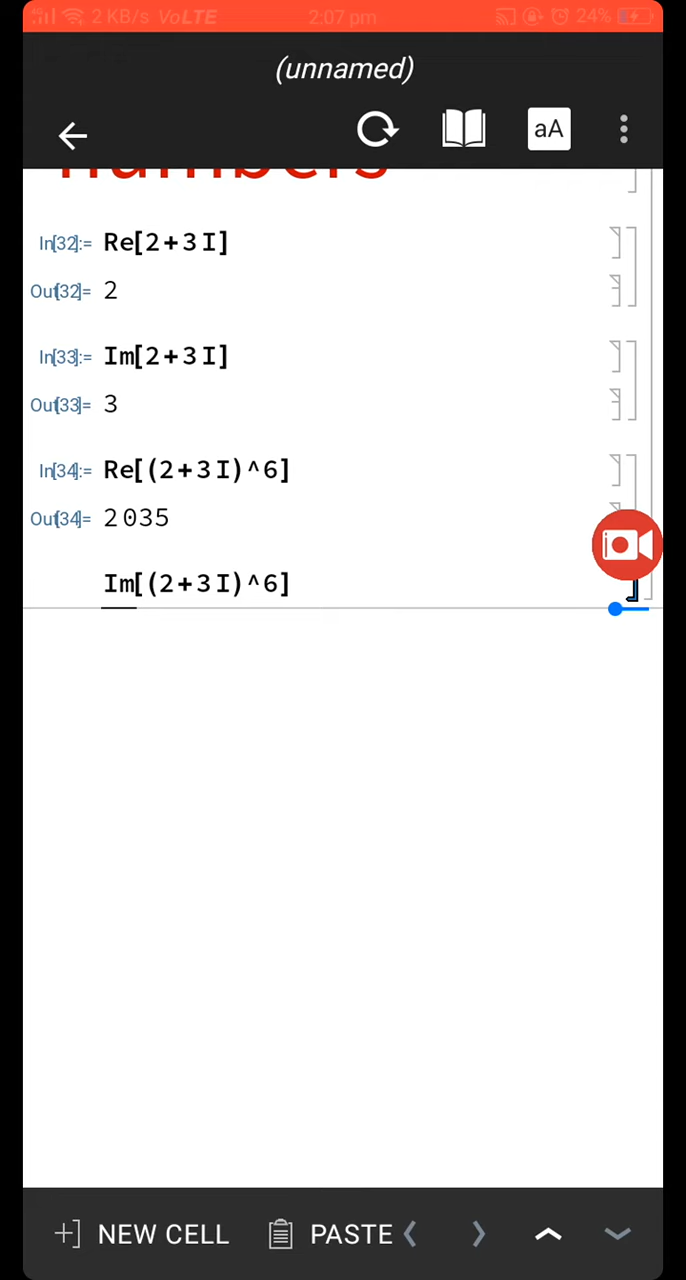 2 KB/s VoLTE 2:07 pm 24%
(unnamed)
aA
numbers
In[32]:= Re[2+3I]
Out[32]= 2
In[33]:= Im[2+3I]
Out[33]= 3
In[34]:= Re[(2+3I)^6]
Out[34]= 2035
Im[(2+3I)^6]
NEW CELL PASTE